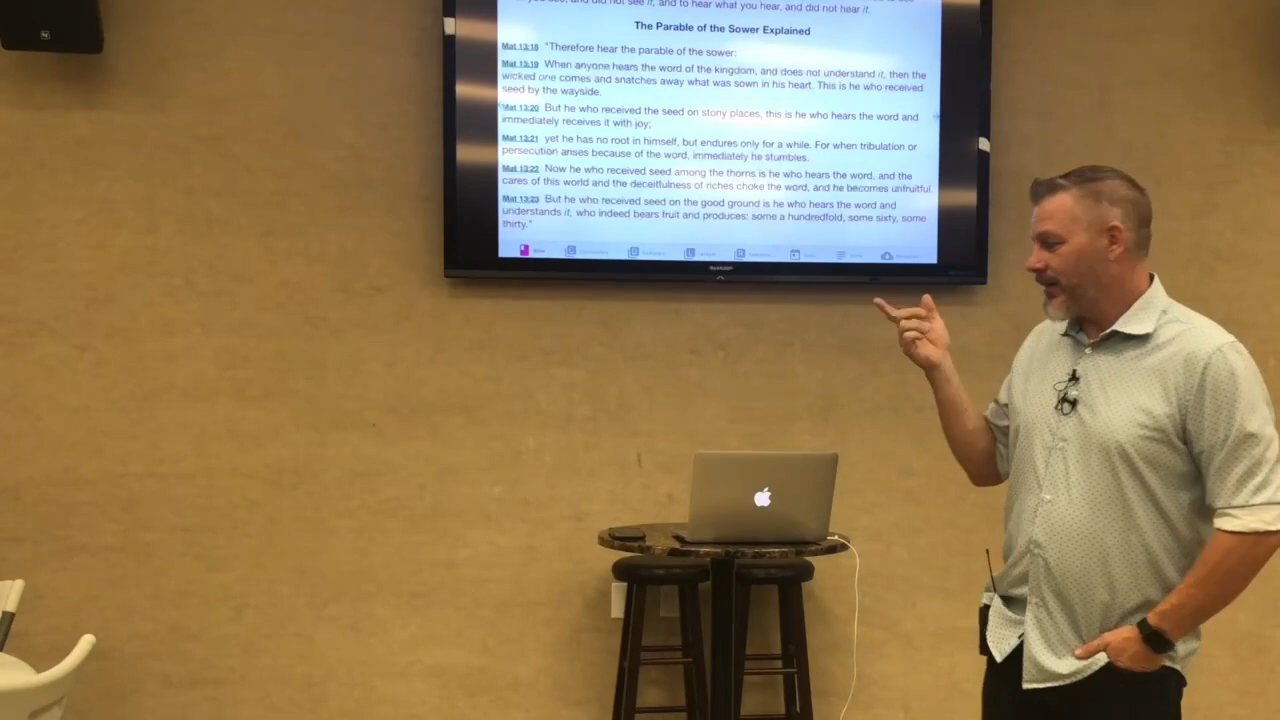 you see, and did not see it, and to hear what you hear, and did not hear it.
The Parable of the Sower Explained
Mat 13:18 "Therefore hear the parable of the sower:
Mat 13:19 When anyone hears the word of the kingdom, and does not understand it, then the
wicked one comes and snatches away what was sown in his heart. This is he who received
seed by the wayside.
Mat 13:20 But he who received the seed on stony places, this is he who hears the word and
immediately receives it with joy;
Mat 13:21 yet he has no root in himself, but endures only for a while. For when tribulation or
persecution arises because of the word, immediately he stumbles.
Mat 13:22 Now he who received seed among the thorns is he who hears the word, and the
cares of this world and the deceitfulness of riches choke the word, and he becomes unfruitful.
Mat 13:23 But he who received seed on the good ground is he who hears the word and
understands it, who indeed bears fruit and produces: some a hundredfold, some sixty, some
thirty."
SHARP